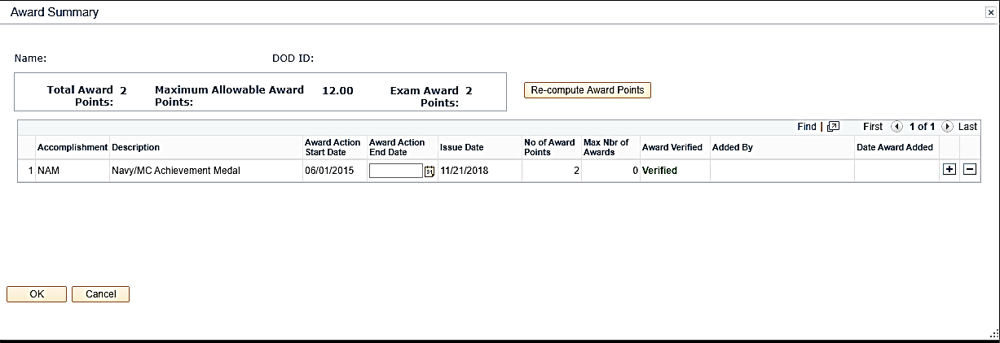 Award Summary
Name: DOD ID:
Total Award Points: 2 Maximum Allowable Award Points: 12.00 Exam Award Points: 2 Re-compute Award Points
Find | First 1 of 1 Last
Accomplishment Description Award Action Start Date Award Action End Date Issue Date No of Award Points Max Nbr of Awards Award Verified Added By Date Award Added
1 NAM Navy/MC Achievement Medal 06/01/2015 11/21/2018 2 0 Verified
OK Cancel